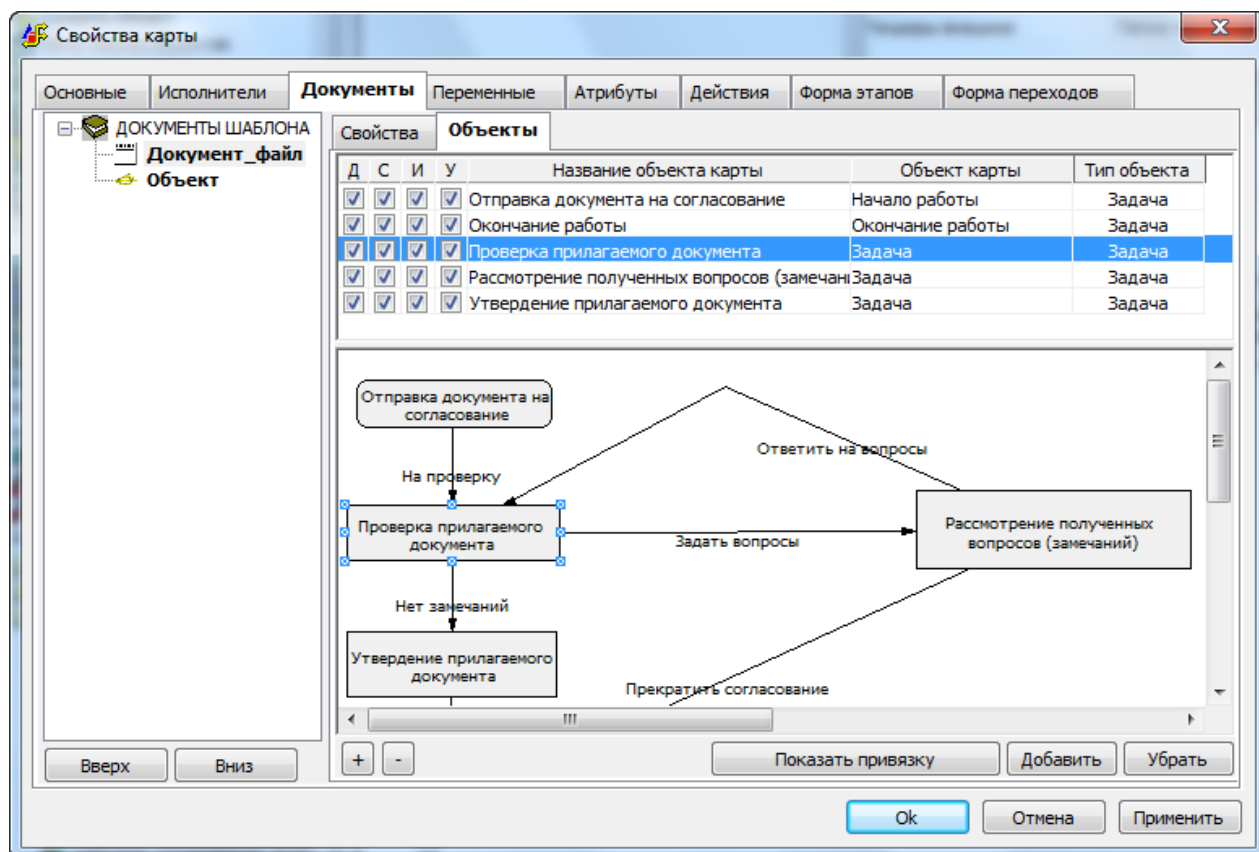 Свойства карты
Основные Исполнители Документы Переменные Атрибуты Действия Форма этапов Форма переходов
ДОКУМЕНТЫ ШАБЛОНА
Документ_файл
Объект
Свойства Объекты
Д С И У Название объекта карты Объект карты Тип объекта
Отправка документа на согласование Начало работы Задача
Окончание работы Окончание работы Задача
Проверка прилагаемого документа Задача Задача
Рассмотрение полученных вопросов (замечани Задача Задача
Утвердение прилагаемого документа Задача Задача
Отправка документа на
согласование
Ответить на вопросы
На проверку
Проверка прилагаемого
документа
Задать вопросы
Рассмотрение полученных
вопросов (замечаний)
Нет замечаний
Утвердение прилагаемого
документа
Прекратить согласование
Вверх Вниз + - Показать привязку Добавить Убрать
Ok Отмена Применить